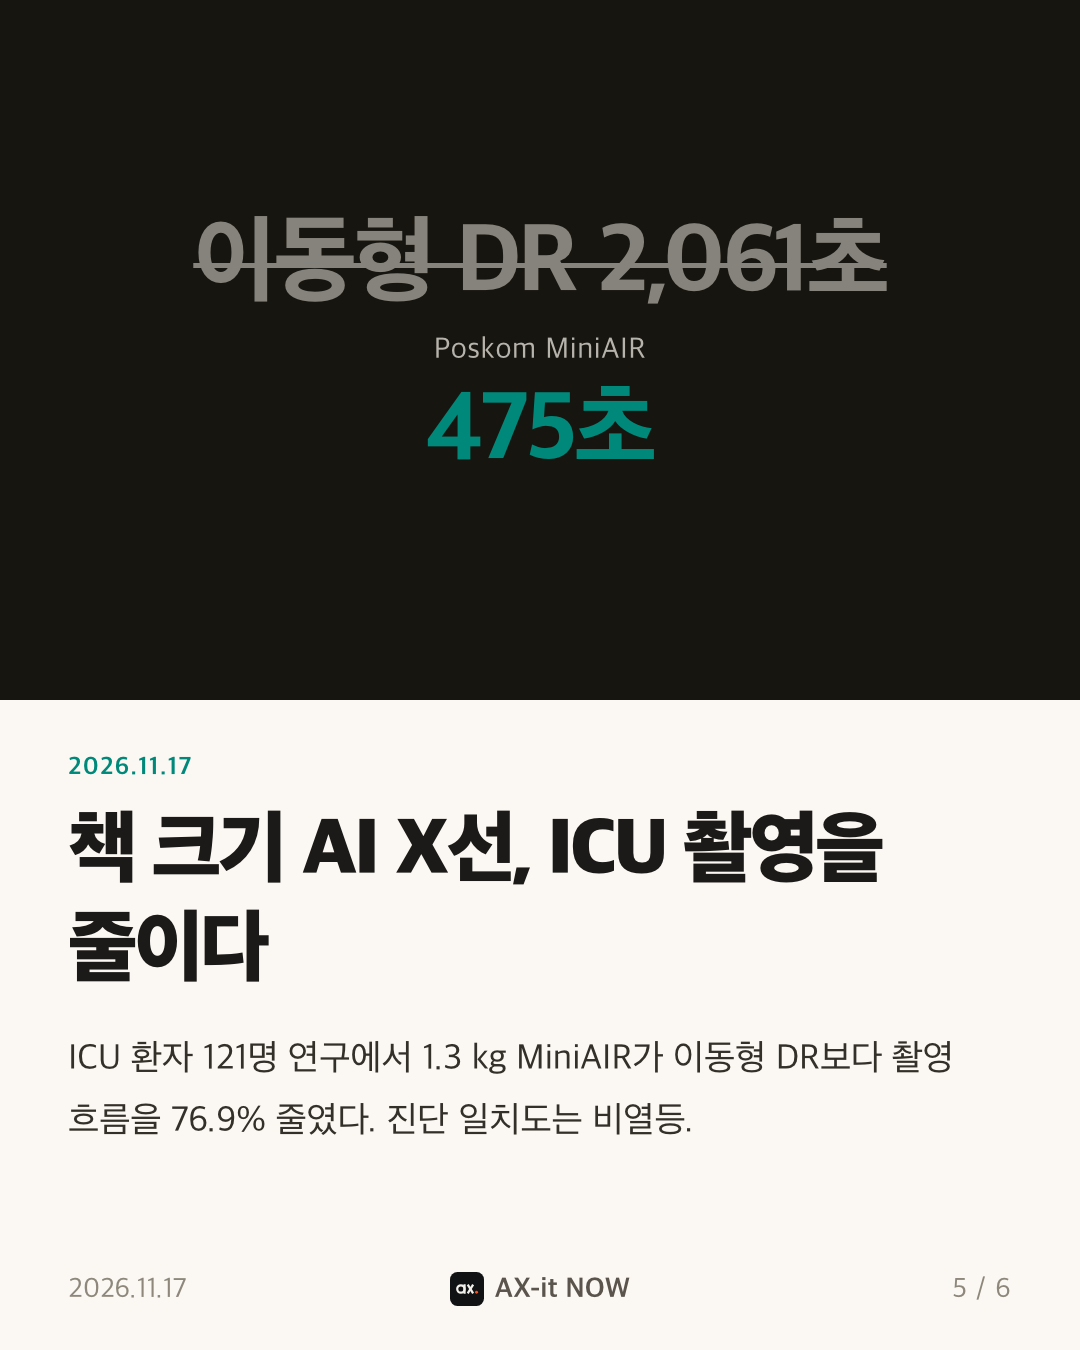 이동형 DR 2,061초
Poskom MiniAIR
475초
2026.11.17
책 크기 AI X선, ICU 촬영을
줄이다
ICU 환자 121명 연구에서 1.3 kg MiniAIR가 이동형 DR보다 촬영
흐름을 76.9% 줄였다. 진단 일치도는 비열등.
2026.11.17
ax. AX-it NOW
5 / 6